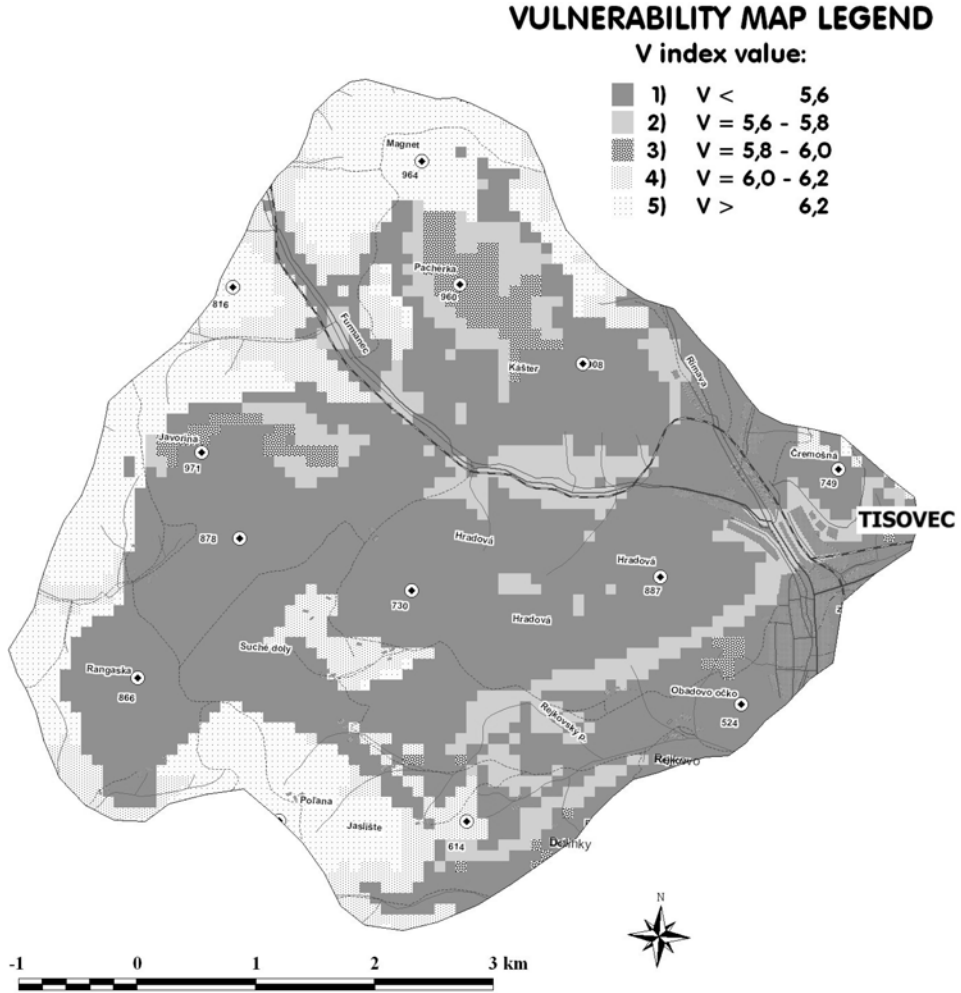 VULNERABILITY MAP LEGEND
V index value:
1) V < 5,6
2) V = 5,6 - 5,8
3) V = 5,8 - 6,0
4) V = 6,0 - 6,2
5) V > 6,2
Magnet
964
Pacherka
960
816
Furmanec
Kášter
Rimava
Javorina
971
Čremošná
749
TISOVEC
878
Hradová
Hradová
887
730
Hradová
Suché doly
Rangaska
866
Obadovo očko
524
Rejkovský p.
Poľana
Jaslište
614
N
-1 0 1 2 3 km